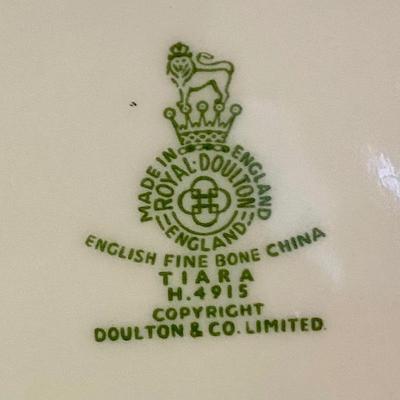 MADE IN ENGLAND
ROYAL·DOULTON
ENGLAND
ENGLISH FINE BONE CHINA
TIARA
H.4915
COPYRIGHT
DOULTON & CO. LIMITED.